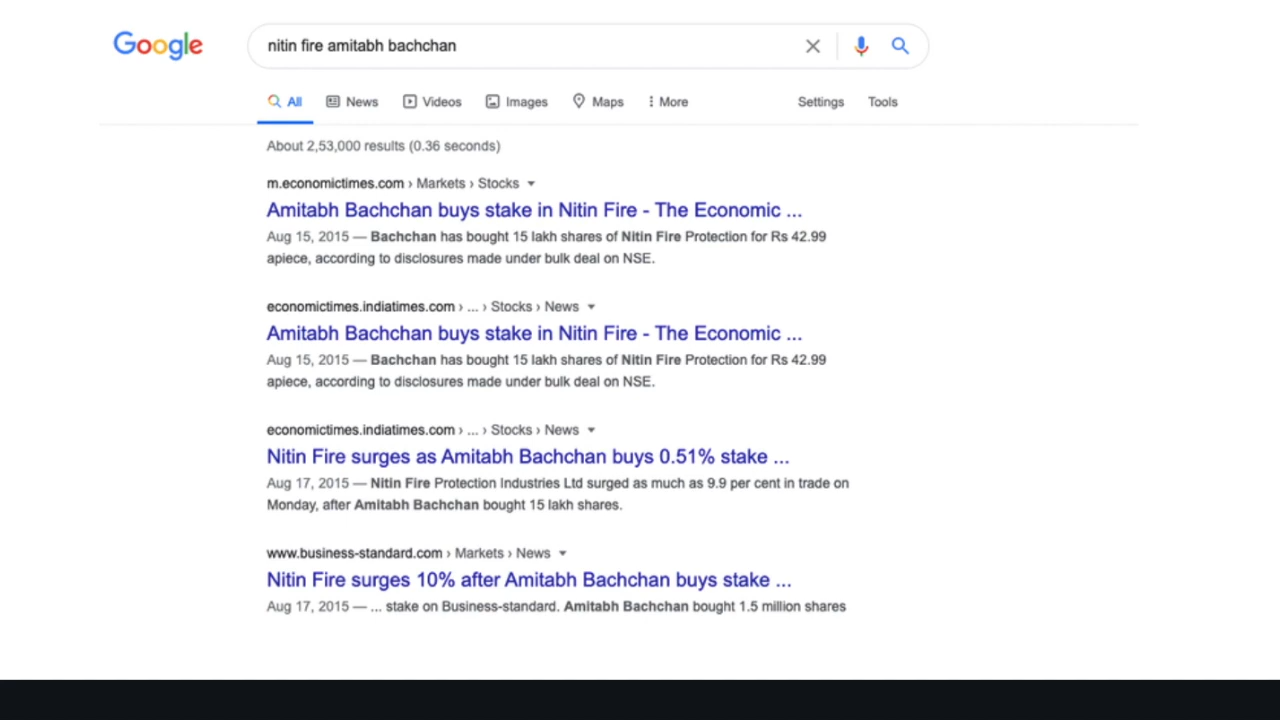 Google
nitin fire amitabh bachchan
All News Videos Images Maps More Settings Tools
About 2,53,000 results (0.36 seconds)
m.economictimes.com › Markets › Stocks
Amitabh Bachchan buys stake in Nitin Fire - The Economic ...
Aug 15, 2015 — Bachchan has bought 15 lakh shares of Nitin Fire Protection for Rs 42.99
apiece, according to disclosures made under bulk deal on NSE.
economictimes.indiatimes.com › ... › Stocks › News
Amitabh Bachchan buys stake in Nitin Fire - The Economic ...
Aug 15, 2015 — Bachchan has bought 15 lakh shares of Nitin Fire Protection for Rs 42.99
apiece, according to disclosures made under bulk deal on NSE.
economictimes.indiatimes.com › ... › Stocks › News
Nitin Fire surges as Amitabh Bachchan buys 0.51% stake ...
Aug 17, 2015 — Nitin Fire Protection Industries Ltd surged as much as 9.9 per cent in trade on
Monday, after Amitabh Bachchan bought 15 lakh shares.
www.business-standard.com › Markets › News
Nitin Fire surges 10% after Amitabh Bachchan buys stake ...
Aug 17, 2015 — ... stake on Business-standard. Amitabh Bachchan bought 1.5 million shares